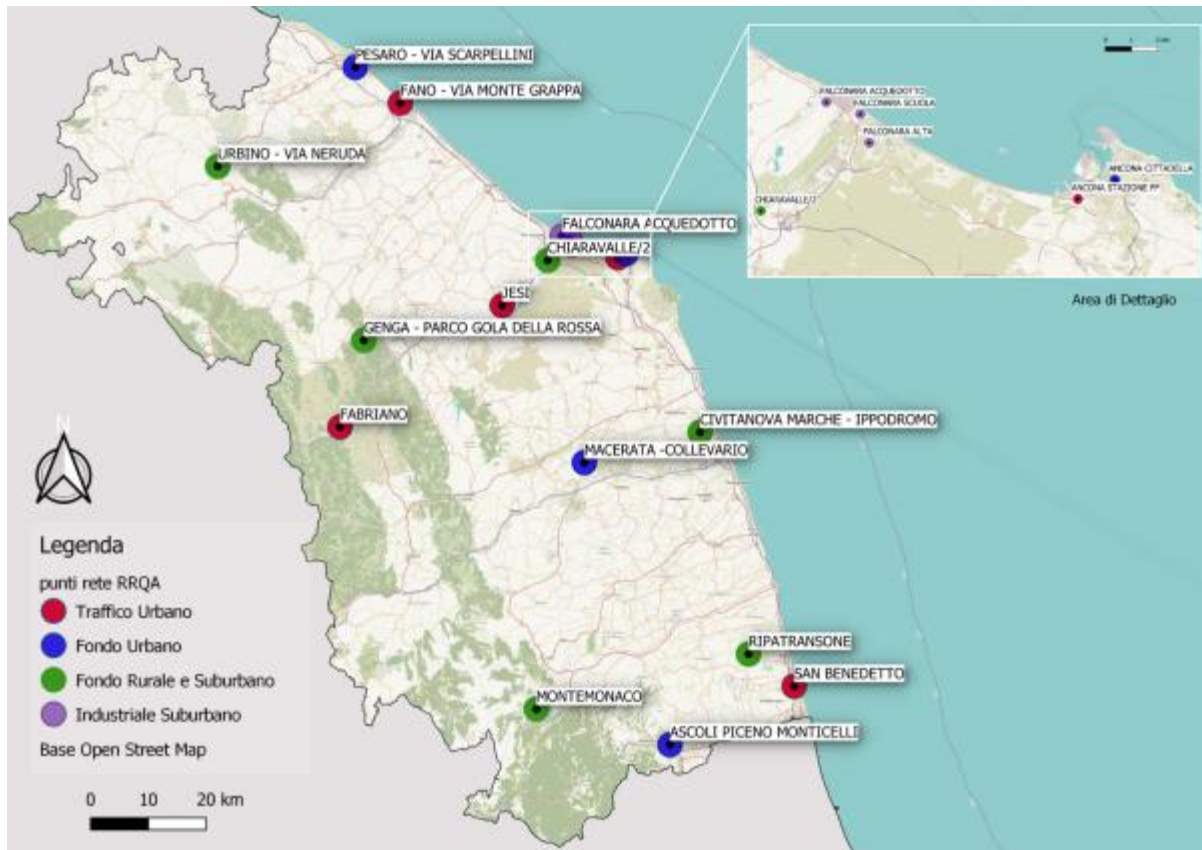 PESARO - VIA SCARPELLINI
FANO - VIA MONTE GRAPPA
URBINO - VIA NERUDA
FALCONARA ACQUEDOTTO
CHIARAVALLE/2
JESI
GENGA - PARCO GOLA DELLA ROSSA
FABRIANO
CIVITANOVA MARCHE - IPPODROMO
MACERATA -COLLEVARIO
RIPATRANSONE
SAN BENEDETTO
MONTEMONACO
ASCOLI PICENO MONTICELLI
FALCONARA ACQUEDOTTO
FALCONARA SCUOLA
FALCONARA ALTA
ANCONA CITTADELLA
ANCONA STAZIONE FF
CHIARAVALLE/2
Area di Dettaglio
N
Legenda
punti rete RRQA
Traffico Urbano
Fondo Urbano
Fondo Rurale e Suburbano
Industriale Suburbano
Base Open Street Map
0 10 20 km